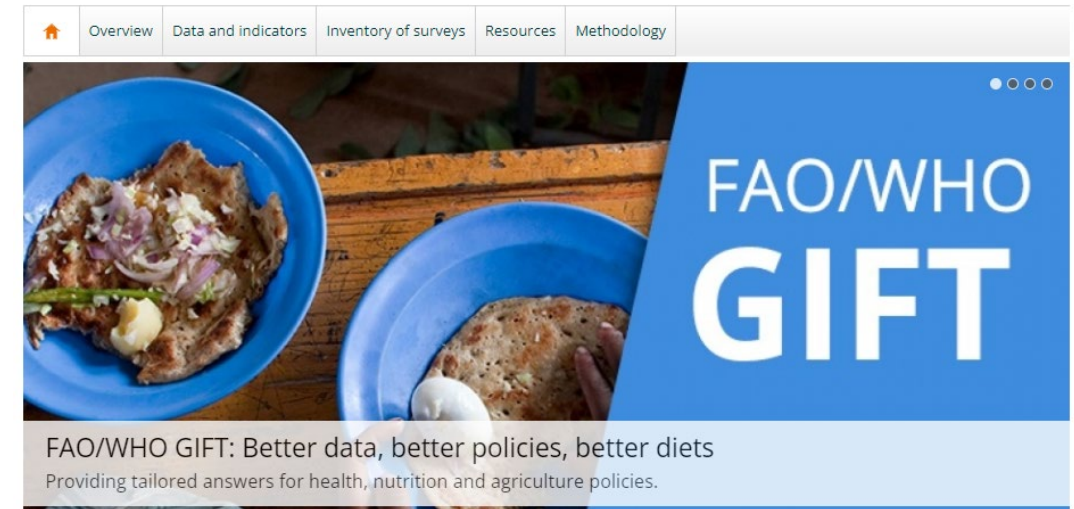 Overview Data and indicators Inventory of surveys Resources Methodology
FAO/WHO
GIFT
FAO/WHO GIFT: Better data, better policies, better diets
Providing tailored answers for health, nutrition and agriculture policies.